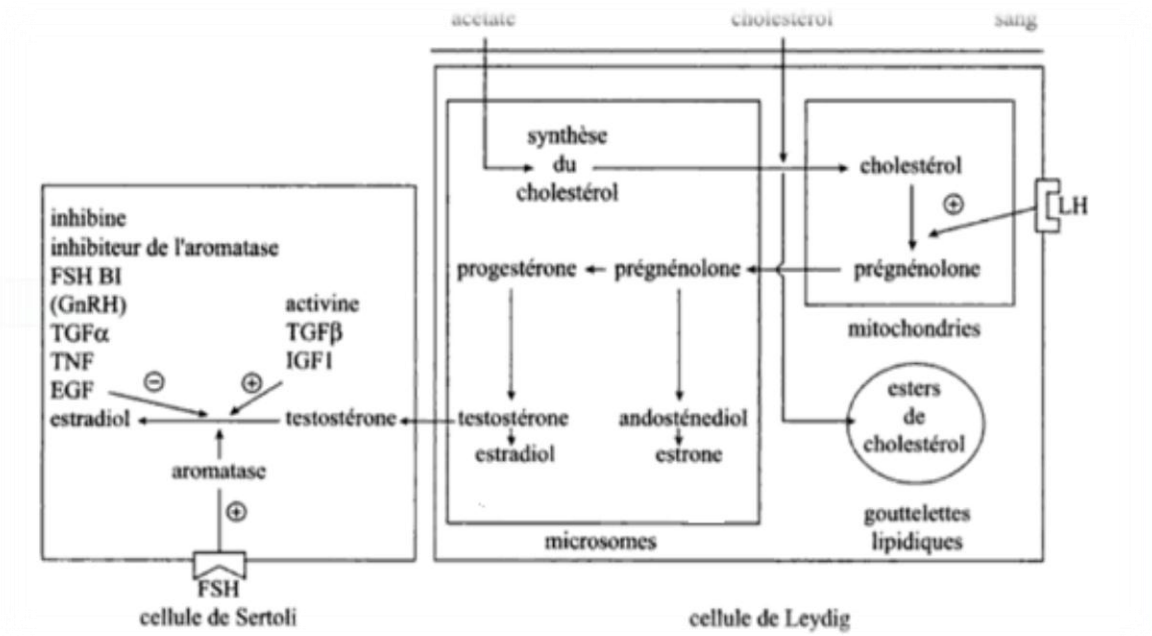 acétate cholestérol sang
synthèse
du
cholestérol
cholestérol
⊕
LH
progestérone prégnénolone prégnénolone
mitochondries
testostérone andosténediol
estradiol estrone
esters
de
cholestérol
gouttelettes
lipidiques
microsomes
cellule de Leydig
inhibine
inhibiteur de l'aromatase
FSH BI
(GnRH) activine
TGFα TGFβ
TNF IGF1
EGF ⊖ ⊕
estradiol testostérone
aromatase
⊕
FSH
cellule de Sertoli